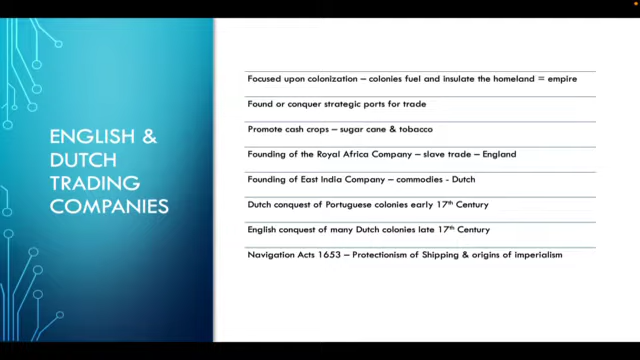 ENGLISH &
DUTCH
TRADING
COMPANIES
Focused upon colonization – colonies fuel and insulate the homeland = empire
Found or conquer strategic ports for trade
Promote cash crops – sugar cane & tobacco
Founding of the Royal Africa Company – slave trade – England
Founding of East India Company – commodies - Dutch
Dutch conquest of Portuguese colonies early 17th Century
English conquest of many Dutch colonies late 17th Century
Navigation Acts 1653 – Protectionism of Shipping & origins of imperialism